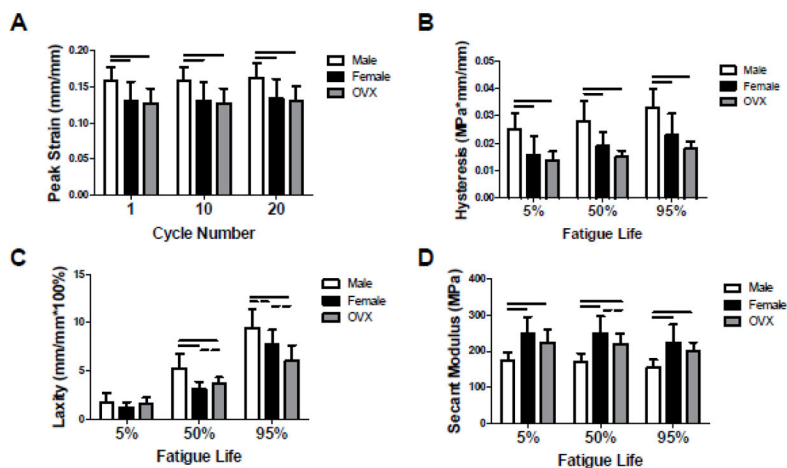 A
Peak Strain (mm/mm)
0.20
0.15
0.10
0.05
0.00
1 10 20
Cycle Number
Male
Female
OVX
B
Hysteresis (MPa*mm/mm)
0.05
0.04
0.03
0.02
0.01
0.00
5% 50% 95%
Fatigue Life
Male
Female
OVX
C
Laxity (mm/mm*100%)
15
10
5
0
5% 50% 95%
Fatigue Life
Male
Female
OVX
D
Secant Modulus (MPa)
400
300
200
100
0
5% 50% 95%
Fatigue Life
Male
Female
OVX